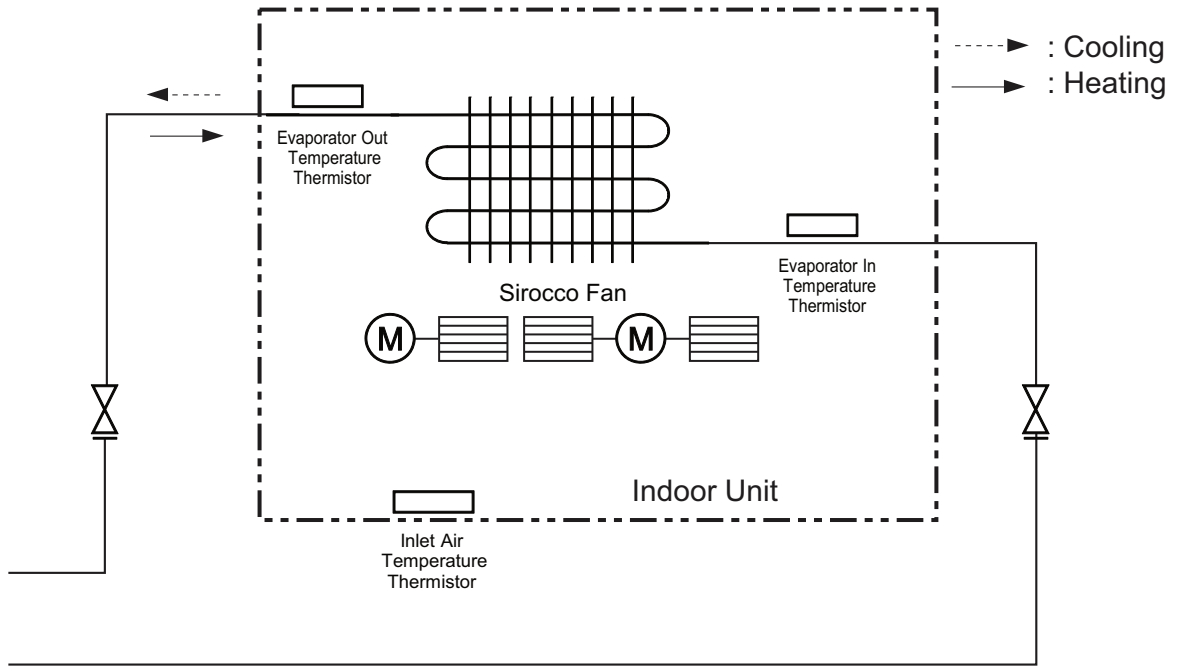 : Cooling
: Heating
Evaporator Out
Temperature
Thermistor
Evaporator In
Temperature
Thermistor
Sirocco Fan
M
M
Indoor Unit
Inlet Air
Temperature
Thermistor